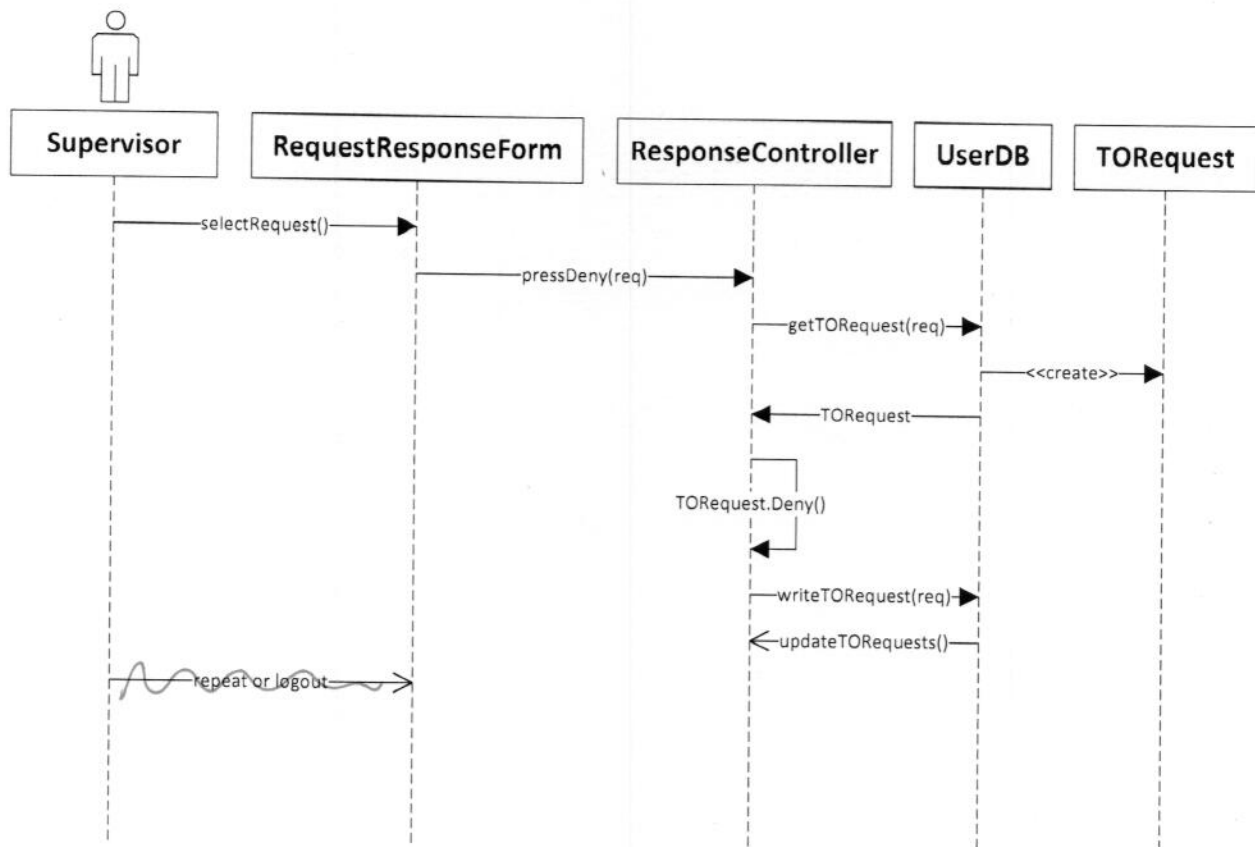 Supervisor
RequestResponseForm
ResponseController
UserDB
TORequest
selectRequest()
pressDeny(req)
getTORequest(req)
<<create>>
TORequest
TORequest.Deny()
writeTORequest(req)
updateTORequests()
repeat or logout